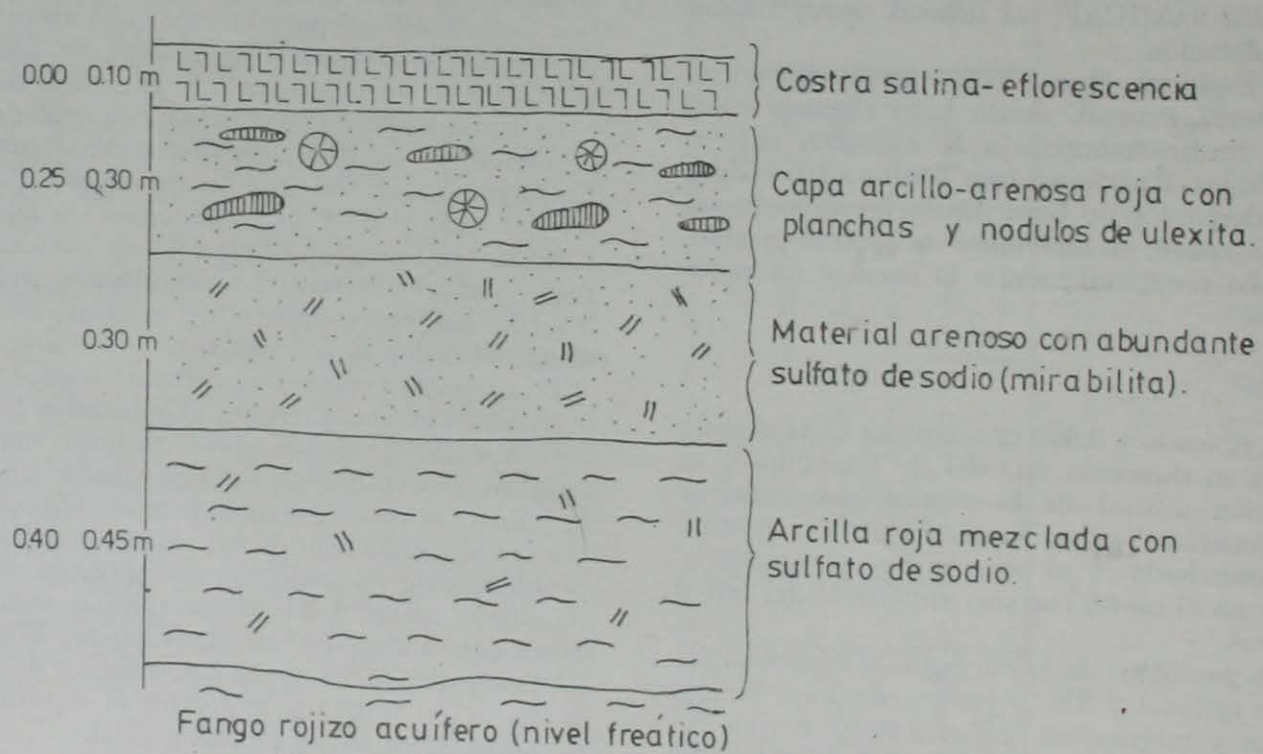 0.00 0.10 m
Costra salina-eflorescencia
0.25 0,30 m
Capa arcillo-arenosa roja con
planchas y nodulos de ulexita.
0.30 m
Material arenoso con abundante
sulfato de sodio (mirabilita).
0.40 0.45 m
Arcilla roja mezclada con
sulfato de sodio.
Fango rojizo acuífero (nivel freático)